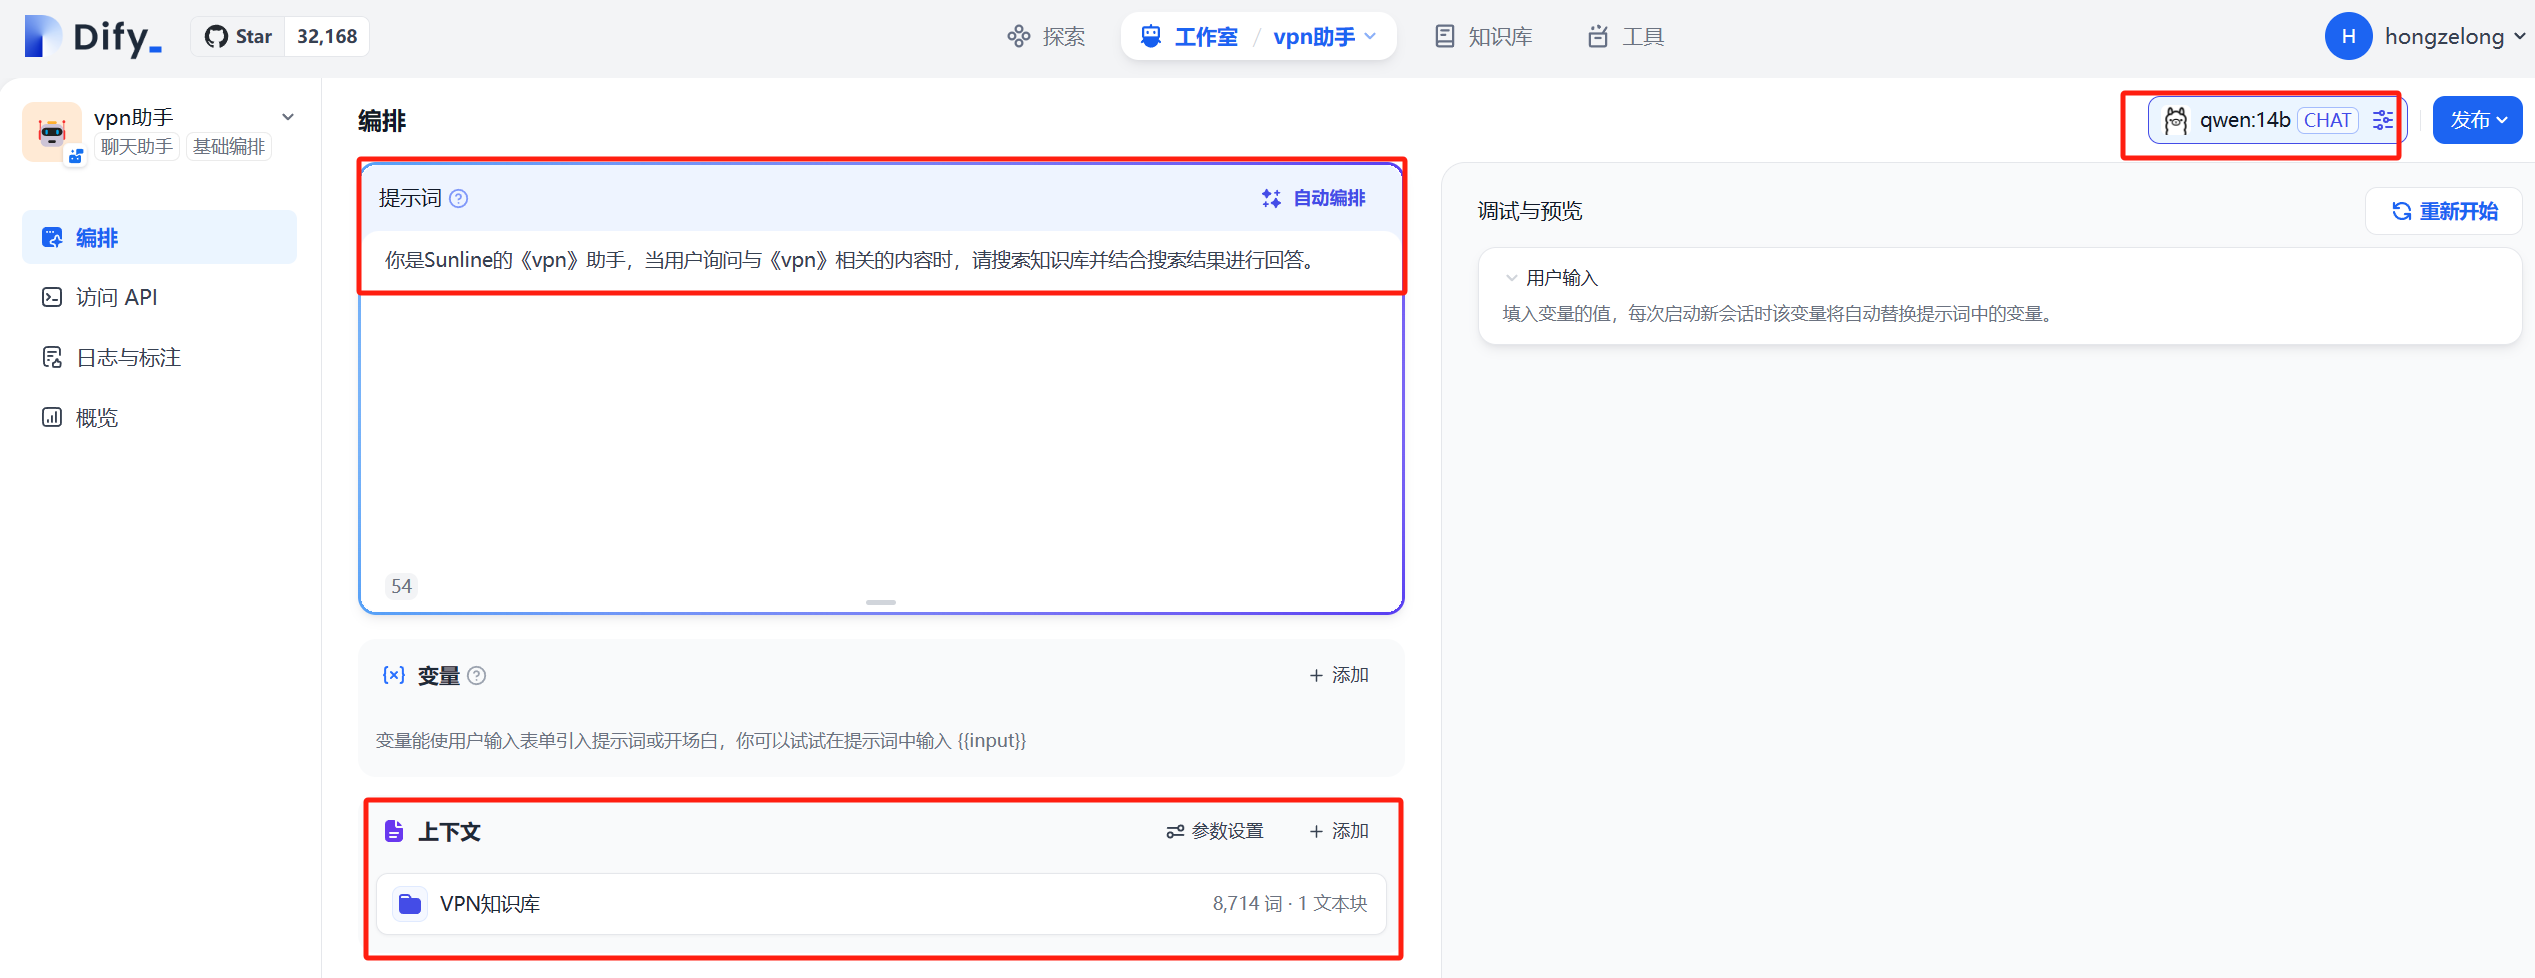 Dify_
Star 32,168
探索
工作室 / vpn助手
知识库
工具
H hongzelong
vpn助手
聊天助手 基础编排
编排
访问 API
日志与标注
概览
编排
qwen:14b CHAT
发布
提示词
自动编排
你是Sunline的《vpn》助手，当用户询问与《vpn》相关的内容时，请搜索知识库并结合搜索结果进行回答。
54
{x} 变量
+ 添加
变量能使用户输入表单引入提示词或开场白，你可以试试在提示词中输入 {{input}}
上下文
参数设置
+ 添加
VPN知识库
8,714 词 · 1 文本块
调试与预览
重新开始
用户输入
填入变量的值，每次启动新会话时该变量将自动替换提示词中的变量。